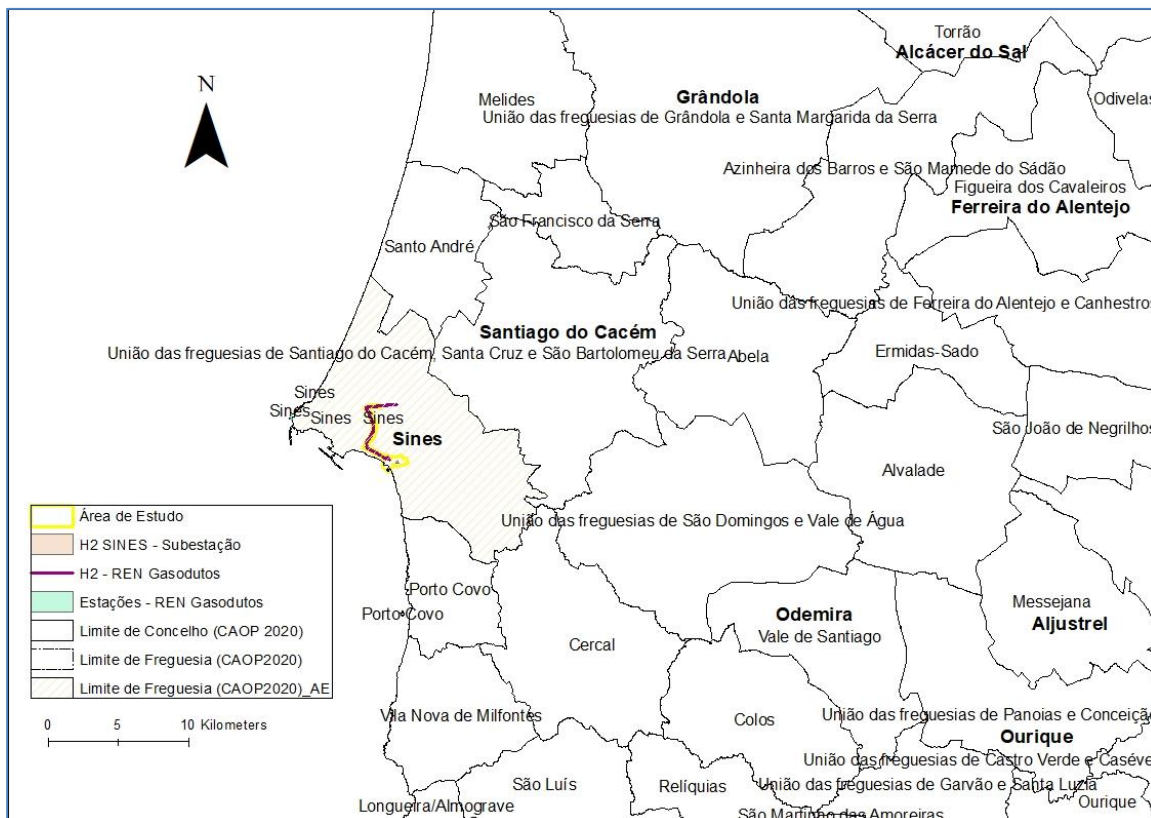 Torrão
Alcácer do Sal
N
Melides
Grândola
Odivelas
União das freguesias de Grândola e Santa Margarida da Serra
Azinheira dos Barros e São Mamede do Sádão
Figueira dos Cavaleiros
Ferreira do Alentejo
São Francisco da Serra
Santo André
União das freguesias de Ferreira do Alentejo e Canhestros
Santiago do Cacém
União das freguesias de Santiago do Cacém, Santa Cruz e São Bartolomeu da Serra
Abela
Ermidas-Sado
Sines
Sines
Sines
Sines
Sines
São João de Negrilhos
Alvalade
Área de Estudo
H2 SINES - Subestação
H2 - REN Gasodutos
Estações - REN Gasodutos
Limite de Concelho (CAOP 2020)
Limite de Freguesia (CAOP2020)
Limite de Freguesia (CAOP2020)_AE
0 5 10 Kilometers
União das freguesias de São Domingos e Vale de Água
Porto Covo
Porto Covo
Cercal
Odemira
Vale de Santiago
Messejana
Aljustrel
Vila Nova de Milfontes
Colos
União das freguesias de Panoias e Conceição
Ourique
União das freguesias de Castro Verde e Caséve
São Luís
Relíquias
União das freguesias de Garvão e Santa Luzia
Longueira/Almograve
Ourique
São Martinho das Amoreiras